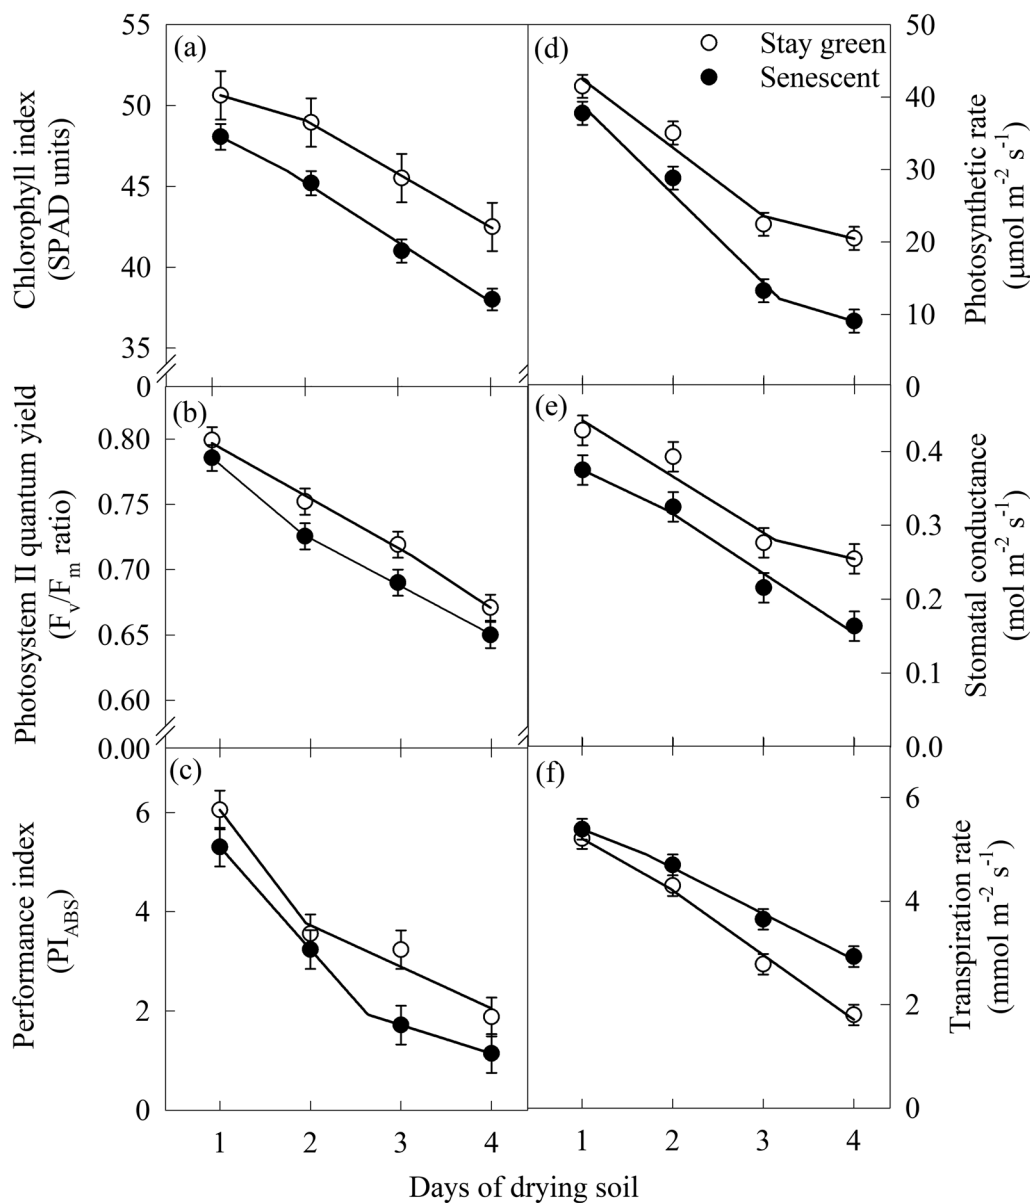 (a)
55
50
45
40
35
0
Chlorophyll index
(SPAD units)
(d)
Stay green
Senescent
50
40
30
20
10
0
Photosynthetic rate
(µmol m-2 s-1)
(b)
0.80
0.75
0.70
0.65
0.60
0.00
Photosystem II quantum yield
(Fv/Fm ratio)
(e)
0.4
0.3
0.2
0.1
0.0
Stomatal conductance
(mol m-2 s-1)
(c)
6
4
2
0
Performance index
(PIABS)
1 2 3 4
(f)
6
4
2
0
Transpiration rate
(mmol m-2 s-1)
1 2 3 4
Days of drying soil